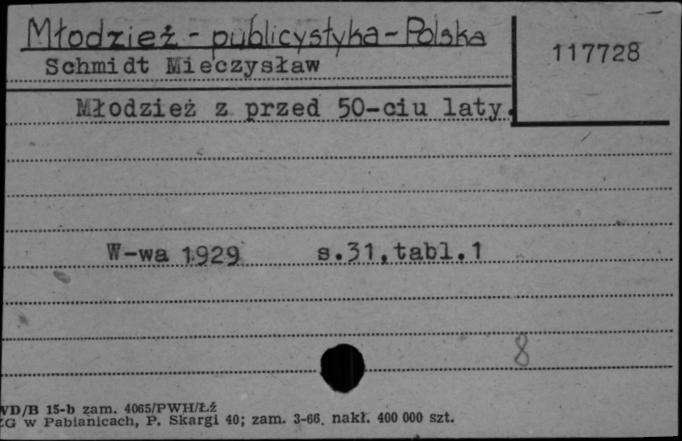 Młodzież - publicystyka - Polska
117728
Schmidt Mieczysław
Młodzież z przed 50-ciu laty.
W-wa 1929 s.31,tabl.1
8
WD/B 15-b zam. 4065/PWH/Łź
ZG w Pabianicach, P. Skargi 40; zam. 3-66. nakł. 400 000 szt.